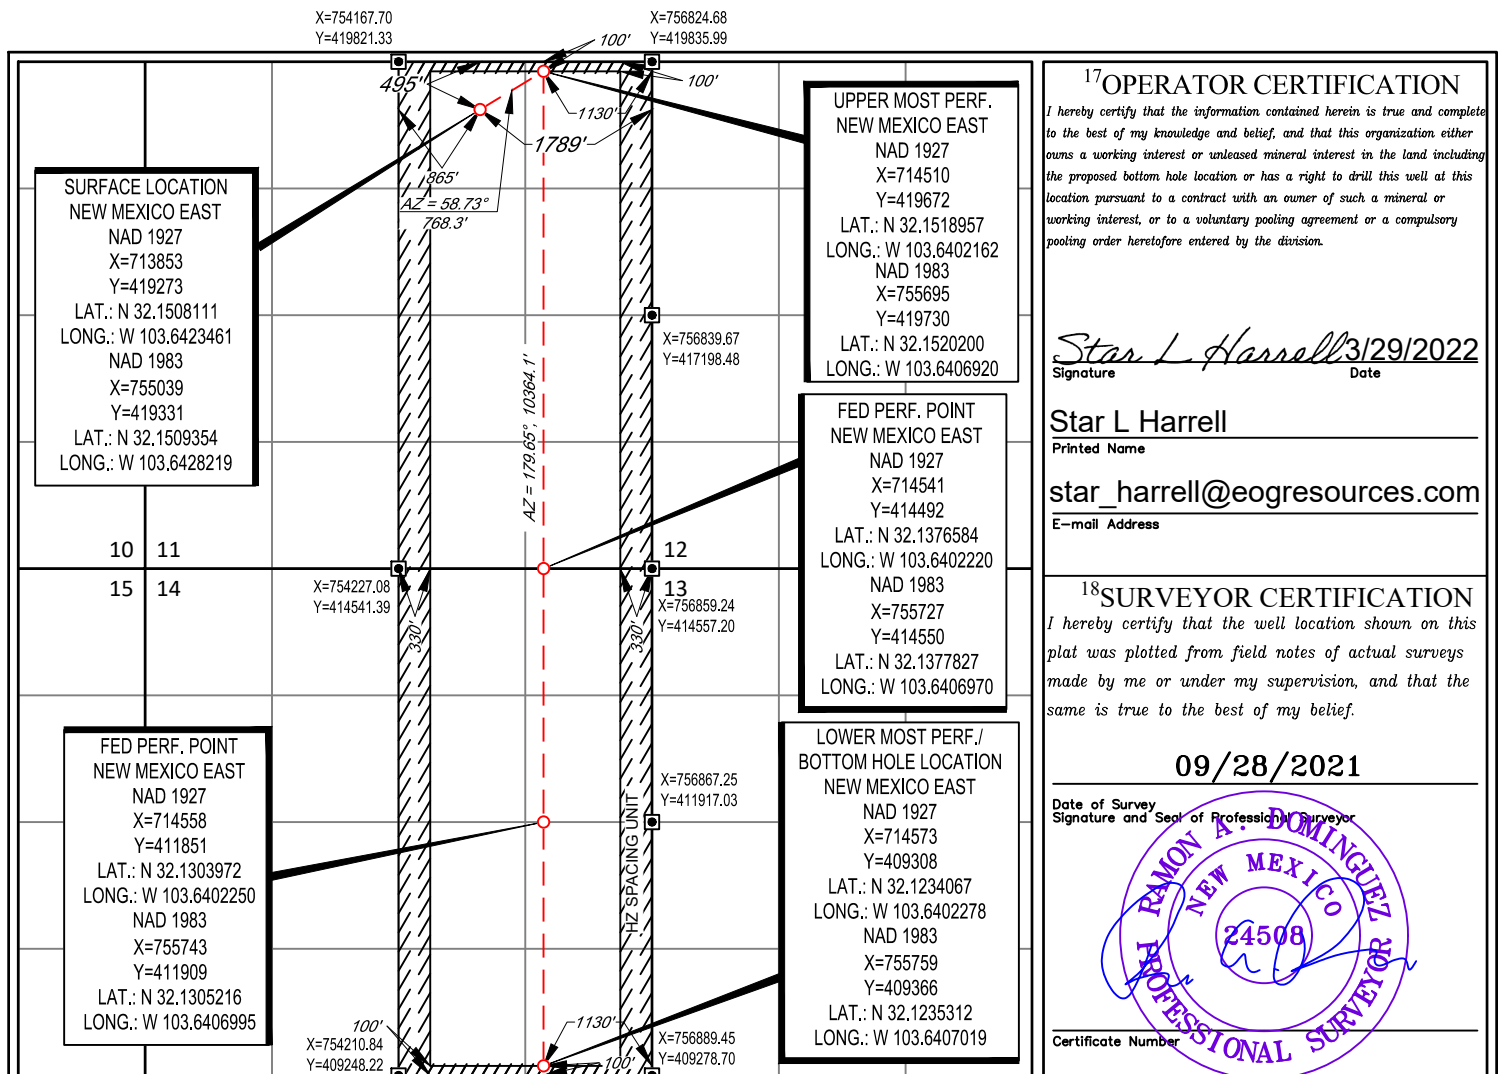 X=754167.70
Y=419821.33
X=756824.68
Y=419835.99
100'
100'
495'
1130'
1789'
865'
AZ = 58.73°
768.3'
SURFACE LOCATION
NEW MEXICO EAST
NAD 1927
X=713853
Y=419273
LAT.: N 32.1508111
LONG.: W 103.6423461
NAD 1983
X=755039
Y=419331
LAT.: N 32.1509354
LONG.: W 103.6428219
UPPER MOST PERF.
NEW MEXICO EAST
NAD 1927
X=714510
Y=419672
LAT.: N 32.1518957
LONG.: W 103.6402162
NAD 1983
X=755695
Y=419730
LAT.: N 32.1520200
LONG.: W 103.6406920
X=756839.67
Y=417198.48
AZ = 179.65°, 10364.1'
FED PERF. POINT
NEW MEXICO EAST
NAD 1927
X=714541
Y=414492
LAT.: N 32.1376584
LONG.: W 103.6402220
NAD 1983
X=755727
Y=414550
LAT.: N 32.1377827
LONG.: W 103.6406970
10 11
15 14
12
13
X=754227.08
Y=414541.39
X=756859.24
Y=414557.20
330'
330'
FED PERF. POINT
NEW MEXICO EAST
NAD 1927
X=714558
Y=411851
LAT.: N 32.1303972
LONG.: W 103.6402250
NAD 1983
X=755743
Y=411909
LAT.: N 32.1305216
LONG.: W 103.6406995
X=756867.25
Y=411917.03
HZ SPACING UNIT
LOWER MOST PERF./
BOTTOM HOLE LOCATION
NEW MEXICO EAST
NAD 1927
X=714573
Y=409308
LAT.: N 32.1234067
LONG.: W 103.6402278
NAD 1983
X=755759
Y=409366
LAT.: N 32.1235312
LONG.: W 103.6407019
100'
X=754210.84
Y=409248.22
1130'
100'
X=756889.45
Y=409278.70
17 OPERATOR CERTIFICATION
I hereby certify that the information contained herein is true and complete
to the best of my knowledge and belief, and that this organization either
owns a working interest or unleased mineral interest in the land including
the proposed bottom hole location or has a right to drill this well at this
location pursuant to a contract with an owner of such a mineral or
working interest, or to a voluntary pooling agreement or a compulsory
pooling order heretofore entered by the division.
Star L Harrell 3/29/2022
Signature Date
Star L Harrell
Printed Name
star_harrell@eogresources.com
E-mail Address
18 SURVEYOR CERTIFICATION
I hereby certify that the well location shown on this
plat was plotted from field notes of actual surveys
made by me or under my supervision, and that the
same is true to the best of my belief.
09/28/2021
Date of Survey
Signature and Seal of Professional Surveyor
RAMON A. DOMINGUEZ
NEW MEXICO
24508
PROFESSIONAL SURVEYOR
Certificate Number